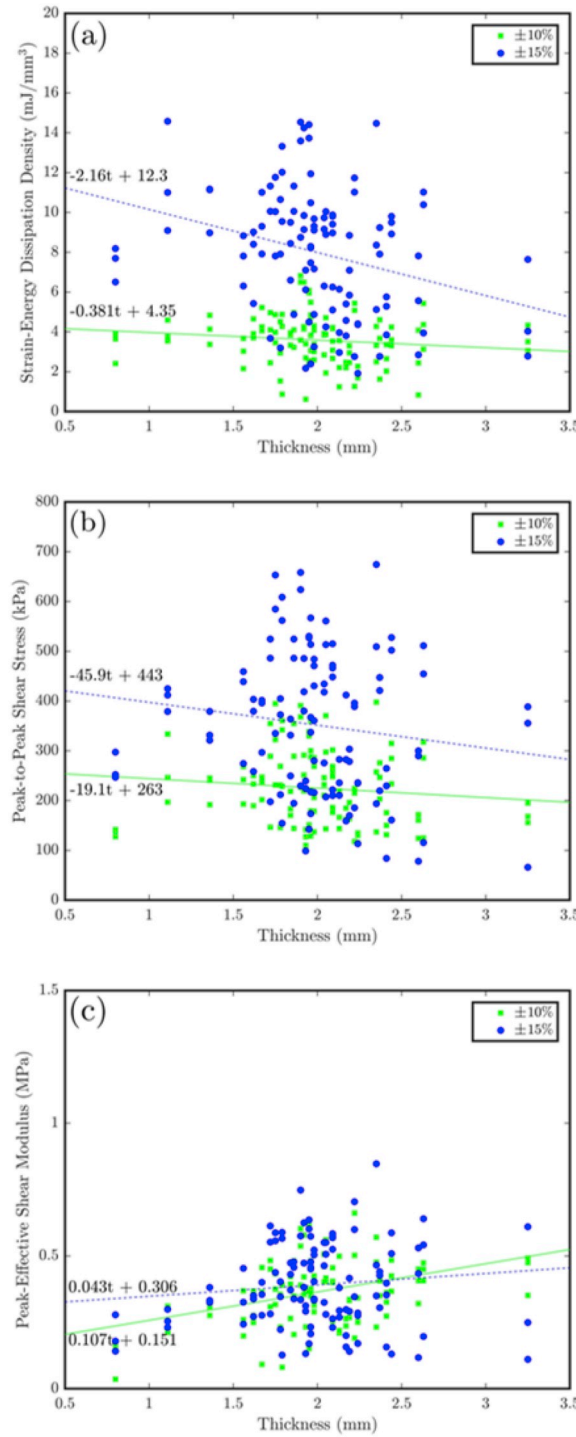 (a)
±10%
±15%
20
18
16
14
12
10
8
6
4
2
0
-2.16t + 12.3
-0.381t + 4.35
Strain-Energy Dissipation Density (mJ/mm³)
0.5 1 1.5 2 2.5 3 3.5
Thickness (mm)
(b)
±10%
±15%
800
700
600
500
400
300
200
100
0
-45.9t + 443
-19.1t + 263
Peak-to-Peak Shear Stress (kPa)
0.5 1 1.5 2 2.5 3 3.5
Thickness (mm)
(c)
±10%
±15%
1.5
1
0.5
0
0.043t + 0.306
0.107t + 0.151
Peak-Effective Shear Modulus (MPa)
0.5 1 1.5 2 2.5 3 3.5
Thickness (mm)